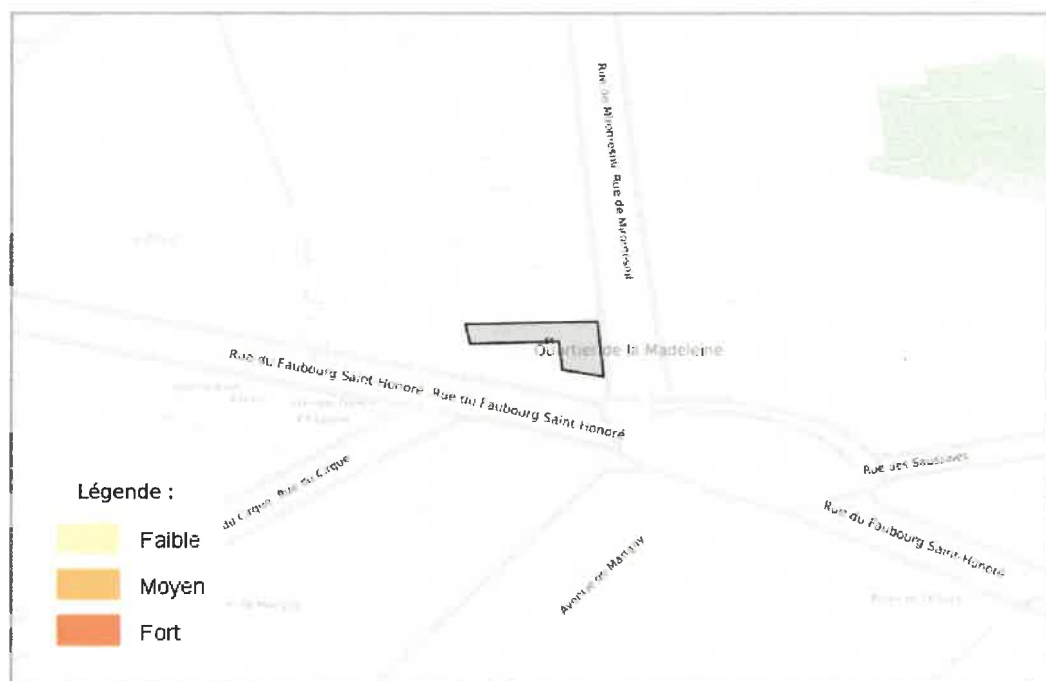 Rue de Miromesnil Rue de Miromesnil
Quartier de la Madeleine
Rue du Faubourg Saint-Honoré Rue du Faubourg Saint-Honoré
Rue des Saussaies
du Cirque Rue du Cirque
Rue du Faubourg Saint-Honoré
Avenue de Marigny
Légende :
Faible
Moyen
Fort